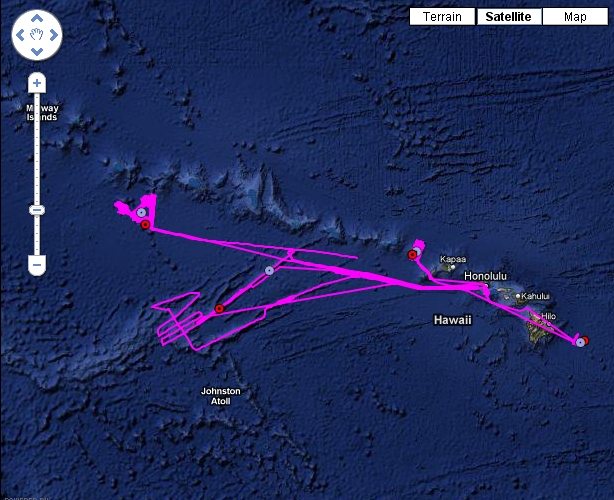 Terrain
Satellite
Map
Midway
Islands
Kapaa
Honolulu
Kahului
Hawaii
Hilo
Johnston
Atoll